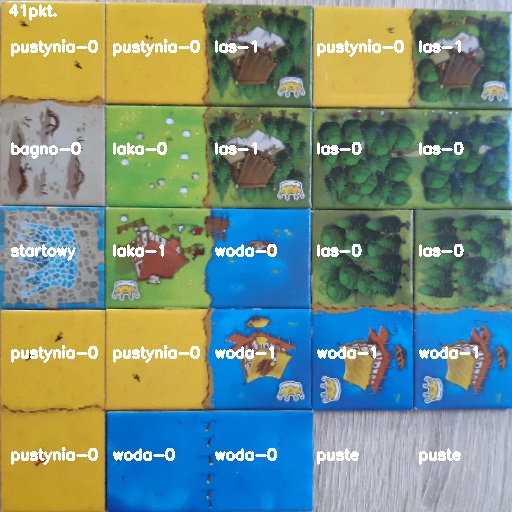 41pkt.
pustynia-0 pustynia-0 las-1 pustynia-0 las-1
bagno-0 laka-0 las-1 las-0 las-0
startowy laka-1 woda-0 las-0 las-0
pustynia-0 pustynia-0 woda-1 woda-1 woda-1
pustynia-0 woda-0 woda-0 puste puste